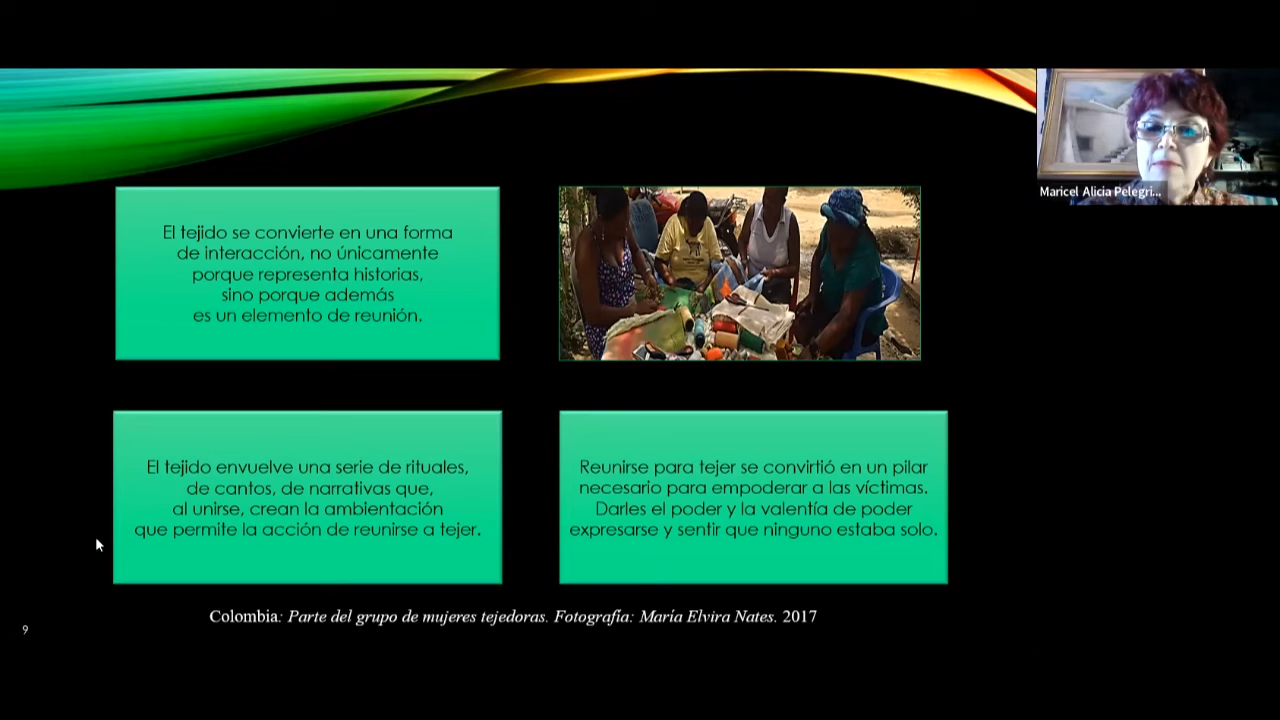 Maricel Alicia Pelegri...
El tejido se convierte en una forma
de interacción, no únicamente
porque representa historias,
sino porque además
es un elemento de reunión.
El tejido envuelve una serie de rituales,
de cantos, de narrativas que,
al unirse, crean la ambientación
que permite la acción de reunirse a tejer.
Reunirse para tejer se convirtió en un pilar
necesario para empoderar a las víctimas.
Darles el poder y la valentía de poder
expresarse y sentir que ninguno estaba solo.
Colombia: Parte del grupo de mujeres tejedoras. Fotografía: María Elvira Nates. 2017
9